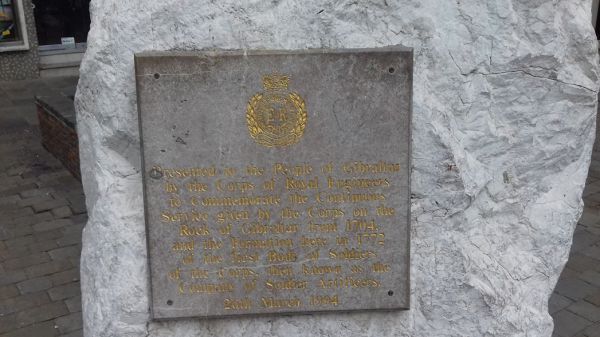 Presented to the People of Gibraltar
by the Corps of Royal Engineers
to Commemorate the Continuous
Service given by the Corps on the
Rock of Gibraltar from 1704,
and the Formation here in 1772
of the first Body of Soldiers
of the Corps, then known as the
Company of Soldier Artificers.
26th March 1994